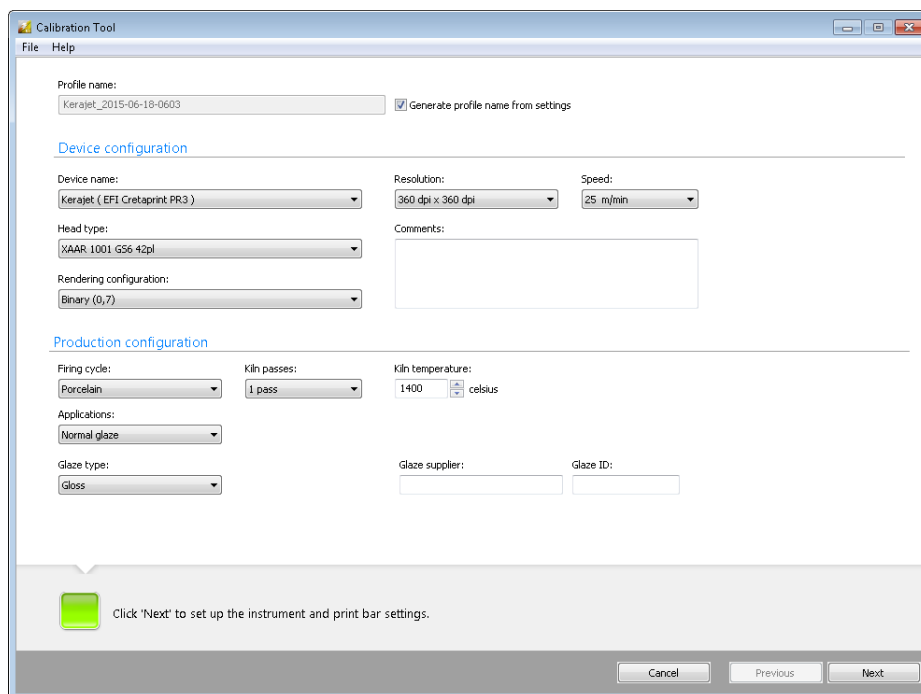 Calibration Tool
File Help
Profile name:
Kerajet_2015-06-18-0603
Generate profile name from settings
Device configuration
Device name: Resolution: Speed:
Kerajet ( EFI Cretaprint PR3 ) 360 dpi x 360 dpi 25 m/min
Head type: Comments:
XAAR 1001 GS6 42pl
Rendering configuration:
Binary (0,7)
Production configuration
Firing cycle: Kiln passes: Kiln temperature:
Porcelain 1 pass 1400 celsius
Applications:
Normal glaze
Glaze type: Glaze supplier: Glaze ID:
Gloss
Click 'Next' to set up the instrument and print bar settings.
Cancel Previous Next